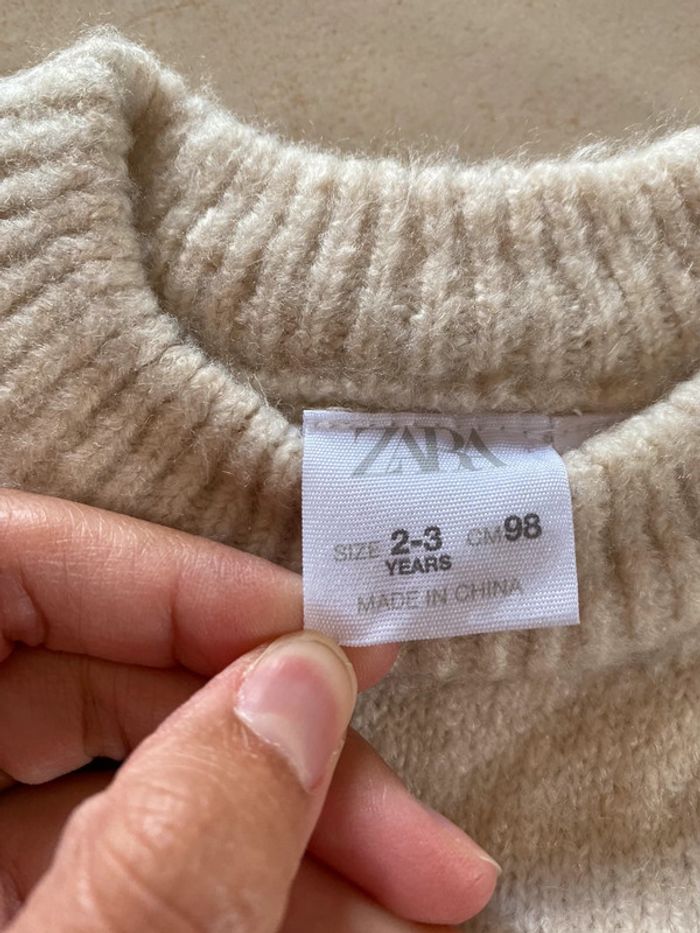 ZARA
SIZE 2-3 CM 98
YEARS
MADE IN CHINA